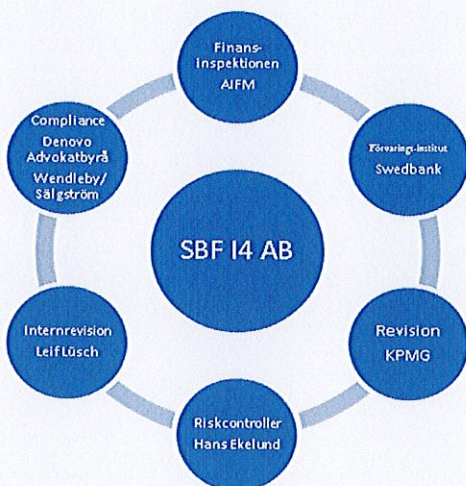 Finans-
inspektionen
AIFM
Förvarings-institut
Swedbank
Revision
KPMG
Riskcontroller
Hans Ekelund
Internrevision
Leif Lüsch
Compliance
Denovo
Advokatbyrå
Wendleby/
Sälgström
SBF I4 AB